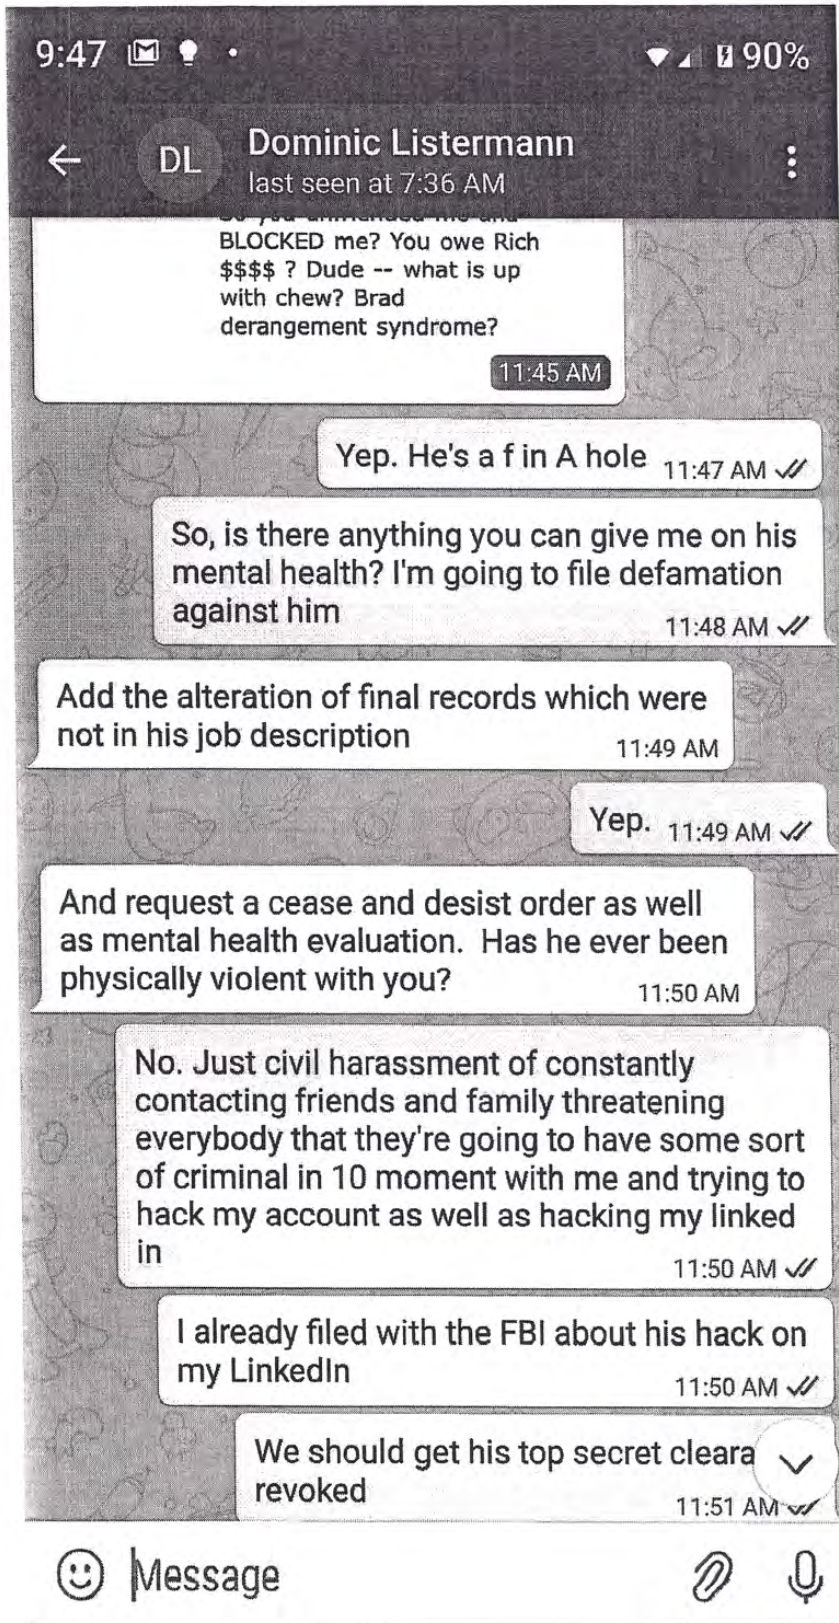 9:47 90%
DL Dominic Listermann
last seen at 7:36 AM
BLOCKED me? You owe Rich
$$$$ ? Dude -- what is up
with chew? Brad
derangement syndrome?
11:45 AM
Yep. He's a f in A hole 11:47 AM
So, is there anything you can give me on his
mental health? I'm going to file defamation
against him 11:48 AM
Add the alteration of final records which were
not in his job description 11:49 AM
Yep. 11:49 AM
And request a cease and desist order as well
as mental health evaluation. Has he ever been
physically violent with you? 11:50 AM
No. Just civil harassment of constantly
contacting friends and family threatening
everybody that they're going to have some sort
of criminal in 10 moment with me and trying to
hack my account as well as hacking my linked
in 11:50 AM
I already filed with the FBI about his hack on
my LinkedIn 11:50 AM
We should get his top secret cleara
revoked 11:51 AM
Message